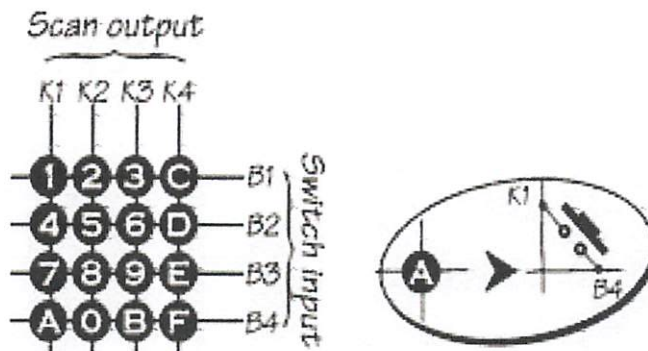 Scan output
K1 K2 K3 K4
1 2 3 C B1
4 5 6 D B2
7 8 9 E B3
A 0 B F B4
Switch input
K1
A
B4